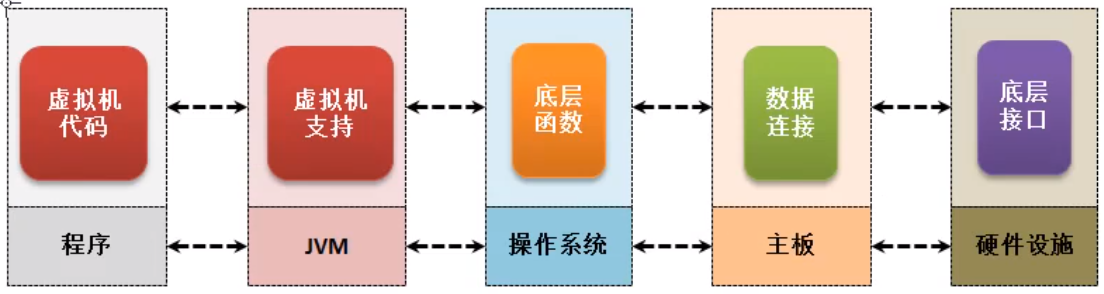 虚拟机
代码
虚拟机
支持
底层
函数
数据
连接
底层
接口
程序
JVM
操作系统
主板
硬件设施